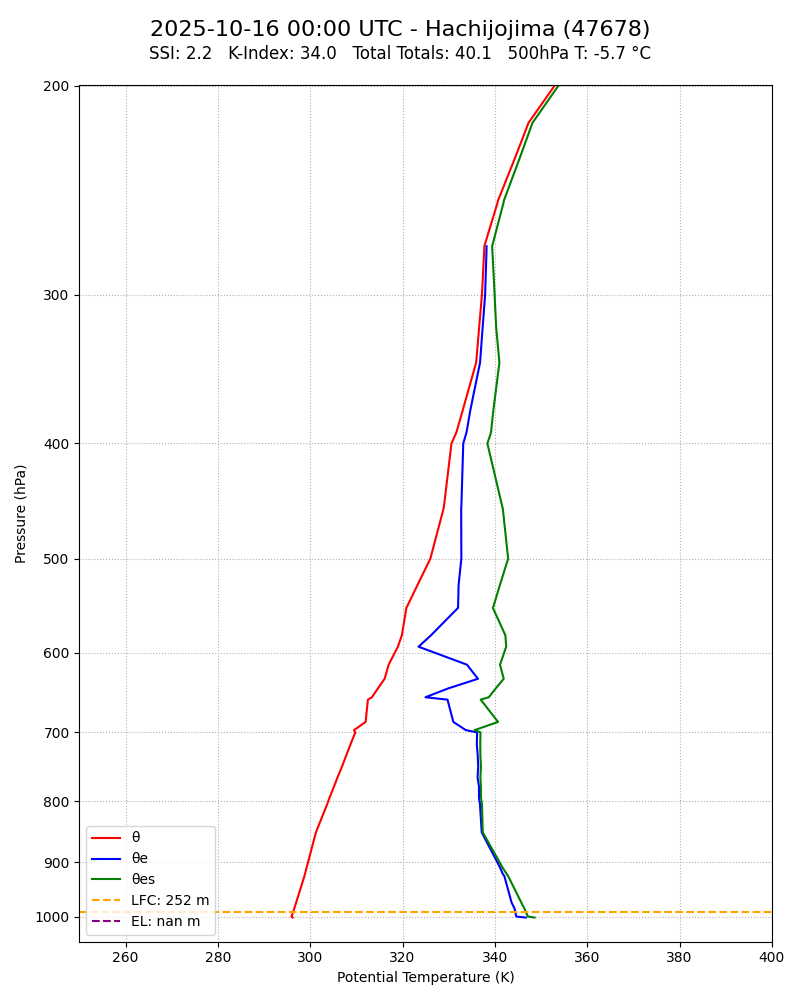 2025-10-16 00:00 UTC - Hachijojima (47678)
SSI: 2.2   K-Index: 34.0   Total Totals: 40.1   500hPa T: -5.7 °C
Pressure (hPa)
200
300
400
500
600
700
800
900
1000
θ
θe
θes
LFC: 252 m
EL: nan m
260 280 300 320 340 360 380 400
Potential Temperature (K)